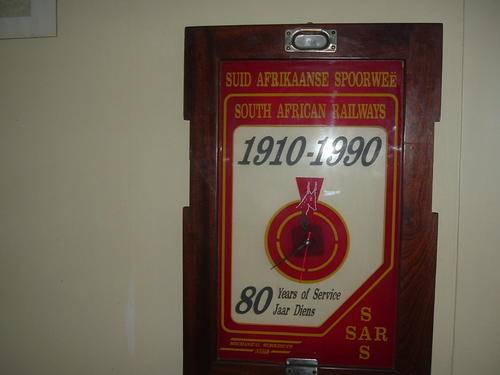 SUID AFRIKAANSE SPOORWEË
SOUTH AFRICAN RAILWAYS
1910-1990
80 Years of Service
Jaar Diens
S
SAR
S